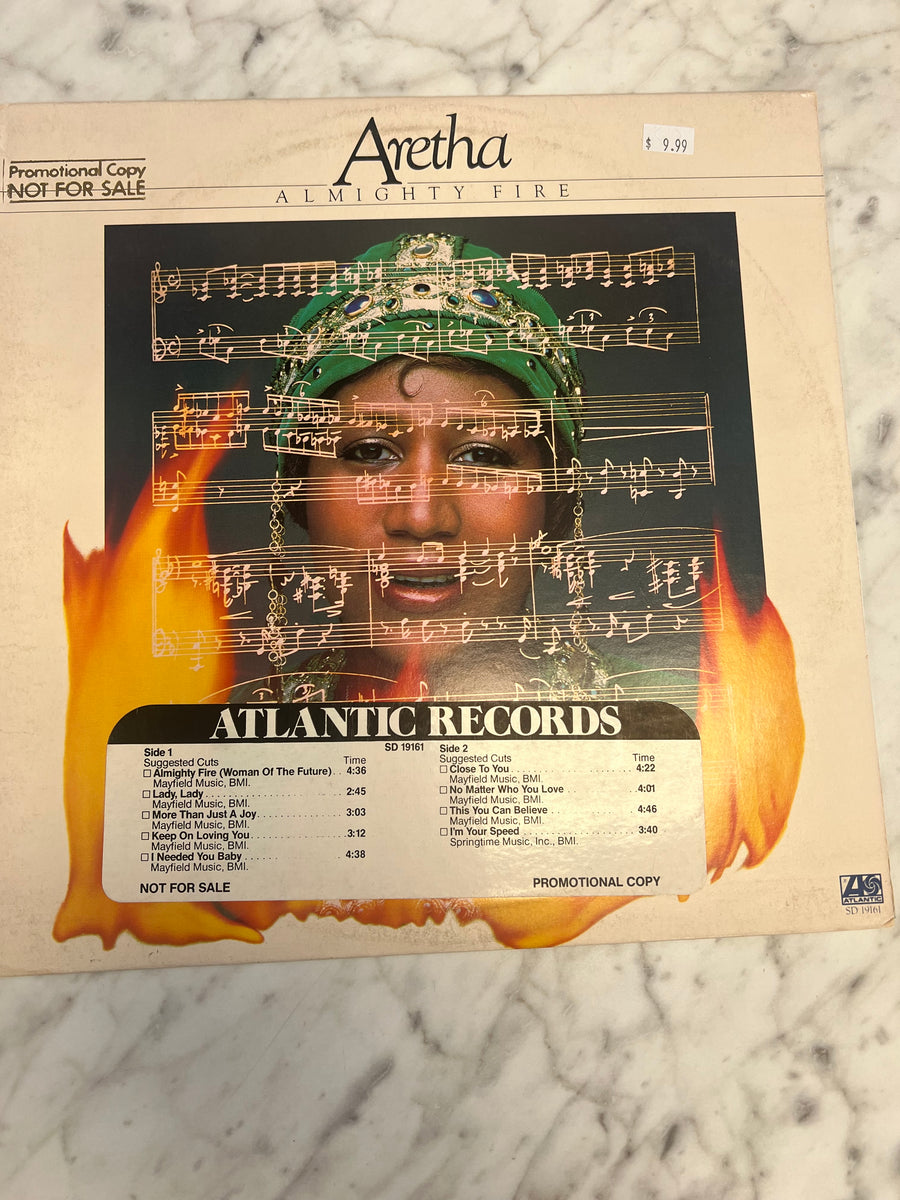 Aretha
$ 9.99
Promotional Copy
NOT FOR SALE
ALMIGHTY FIRE
ATLANTIC RECORDS
SD 19161
Side 1
Suggested Cuts Time
Almighty Fire (Woman Of The Future) . . 4:36
Mayfield Music, BMI.
Lady, Lady . . . . . . . . . . . . . . . . . . . . . . . . 2:45
Mayfield Music, BMI.
More Than Just A Joy . . . . . . . . . . . . . . . 3:03
Mayfield Music, BMI.
Keep On Loving You . . . . . . . . . . . . . . . . 3:12
Mayfield Music, BMI.
I Needed You Baby . . . . . . 4:38
Mayfield Music, BMI.
Side 2
Suggested Cuts Time
Close To You . . . . . . . . . . . . . . . . . . . . . 4:22
Mayfield Music, BMI.
No Matter Who You Love . . 4:01
Mayfield Music, BMI.
This You Can Believe . . . . . . . . . . . . . . . 4:46
Mayfield Music, BMI.
I'm Your Speed . . . . . . . . . . . . . . . . . . . 3:40
Springtime Music, Inc., BMI.
NOT FOR SALE
PROMOTIONAL COPY
ATLANTIC
SD 19161